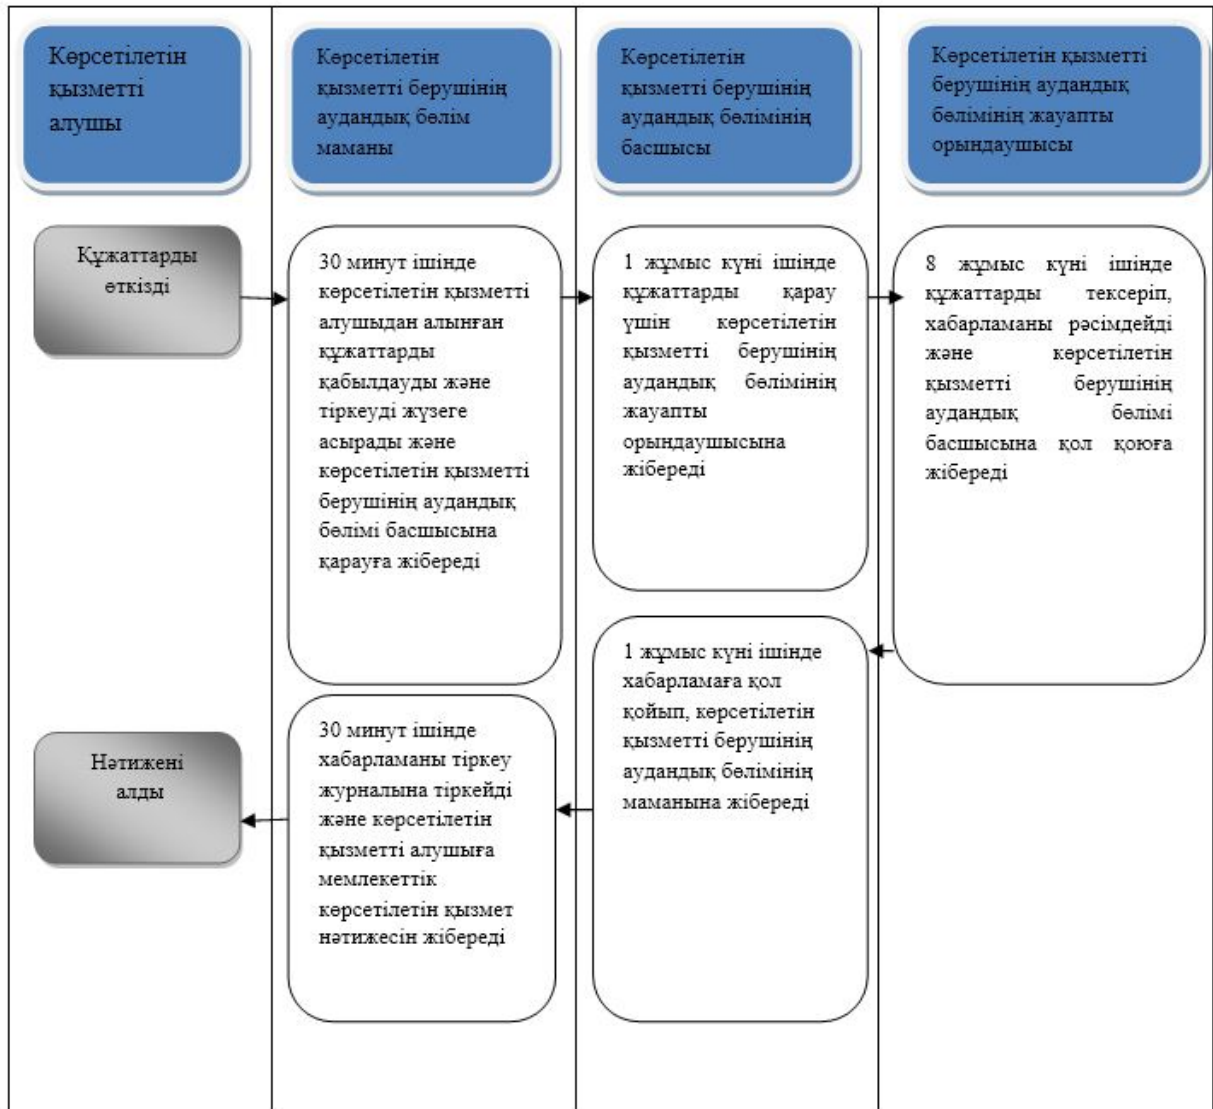 Көрсетілетін
қызметті
алушы
Көрсетілетін
қызметті берушінің
аудандық бөлім
маманы
Көрсетілетін
қызметті берушінің
аудандық бөлімінің
басшысы
Көрсетілетін қызметті
берушінің аудандық
бөлімінің жауапты
орындаушысы
Құжаттарды
өткізді
30 минут ішінде
көрсетілетін қызметті
алушыдан алынған
құжаттарды
қабылдауды және
тіркеуді жүзеге
асырады және
көрсетілетін қызметті
берушінің аудандық
бөлімі басшысына
қарауға жібереді
1 жұмыс күні ішінде
құжаттарды қарау
үшін көрсетілетін
қызметті берушінің
аудандық бөлімінің
жауапты
орындаушысына
жібереді
8 жұмыс күні ішінде
құжаттарды тексеріп,
хабарламаны рәсімдейді
және көрсетілетін
қызметті берушінің
аудандық бөлімі
басшысына қол қоюға
жібереді
1 жұмыс күні ішінде
хабарламаға қол
қойып, көрсетілетін
қызметті берушінің
аудандық бөлімінің
маманына жібереді
30 минут ішінде
хабарламаны тіркеу
журналына тіркейді
және көрсетілетін
қызметті алушыға
мемлекеттік
көрсетілетін қызмет
нәтижесін жібереді
Нәтижені
алды